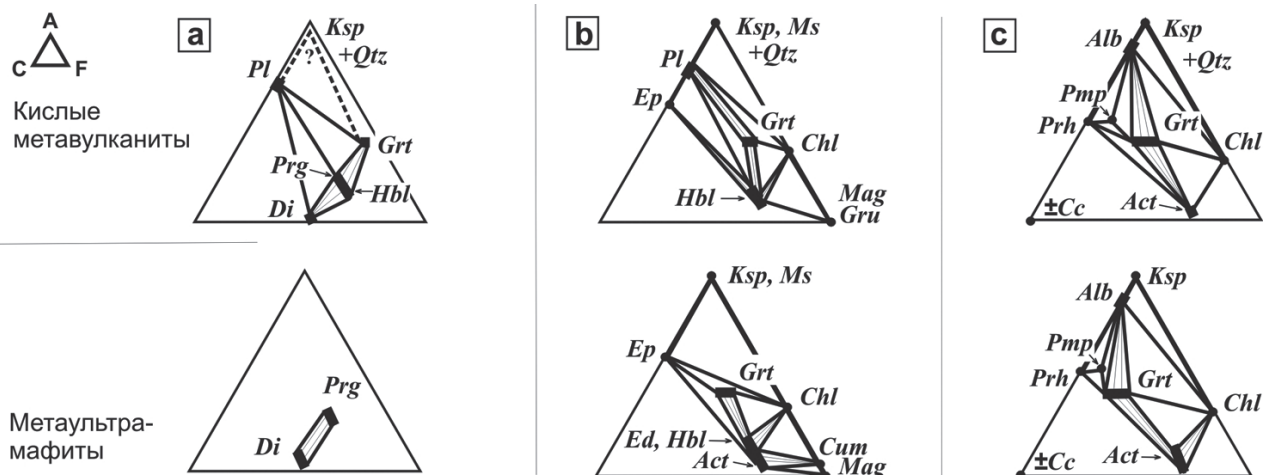 A
C F
a
b
c
Кислые
метавулканиты
Ksp
+Qtz
?
Pl
Grt
Prg
Hbl
Di
Ksp, Ms
+Qtz
Pl
Ep
Grt
Chl
Hbl
Mag
Gru
Alb
Ksp
+Qtz
Pmp
Prh
Grt
Chl
Act
±Cc
Метаультра-
мафиты
Prg
Di
Ksp, Ms
Ep
Grt
Chl
Ed, Hbl
Act
Cum
Mag
Alb
Ksp
Pmp
Prh
Grt
Chl
Act
±Cc